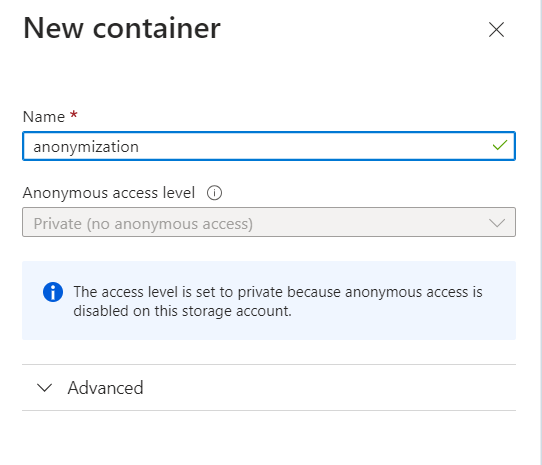 New container
Name *
anonymization
Anonymous access level
Private (no anonymous access)
The access level is set to private because anonymous access is
disabled on this storage account.
Advanced